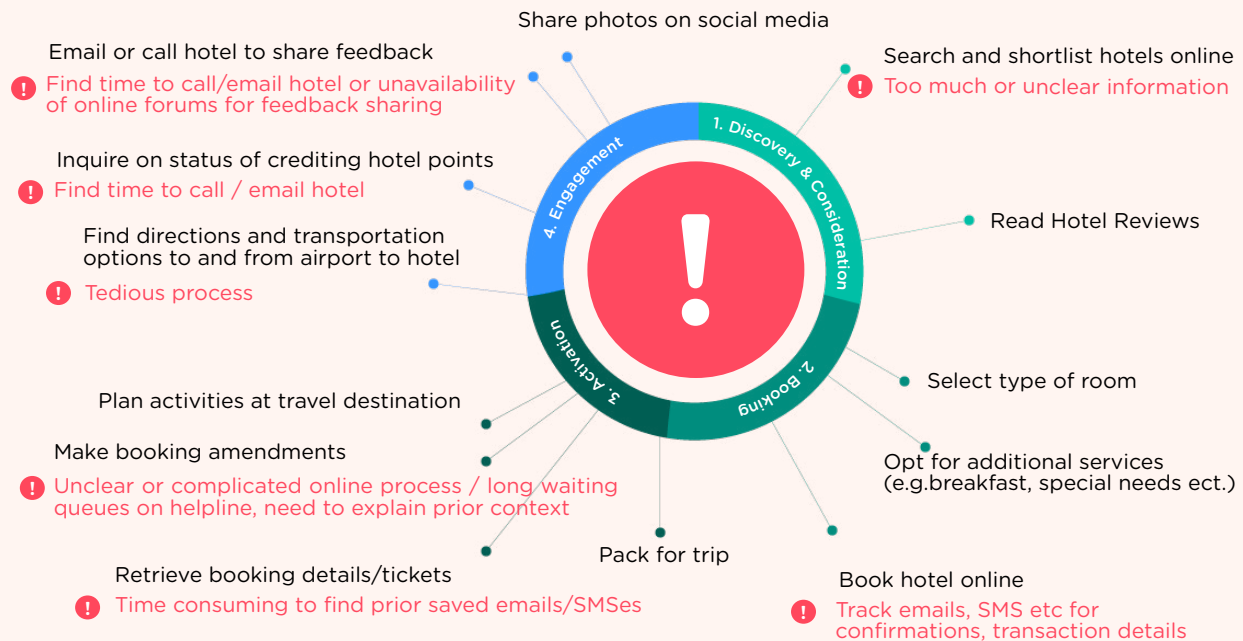 Share photos on social media
Email or call hotel to share feedback
Find time to call/email hotel or unavailability
of online forums for feedback sharing
Inquire on status of crediting hotel points
Find time to call / email hotel
Find directions and transportation
options to and from airport to hotel
Tedious process
Plan activities at travel destination
Make booking amendments
Unclear or complicated online process / long waiting
queues on helpline, need to explain prior context
Retrieve booking details/tickets
Time consuming to find prior saved emails/SMSes
Pack for trip
Search and shortlist hotels online
Too much or unclear information
Read Hotel Reviews
Select type of room
Opt for additional services
(e.g.breakfast, special needs ect.)
Book hotel online
Track emails, SMS etc for
confirmations, transaction details
1. Discovery & Consideration
2. Booking
3. Activation
4. Engagement
!